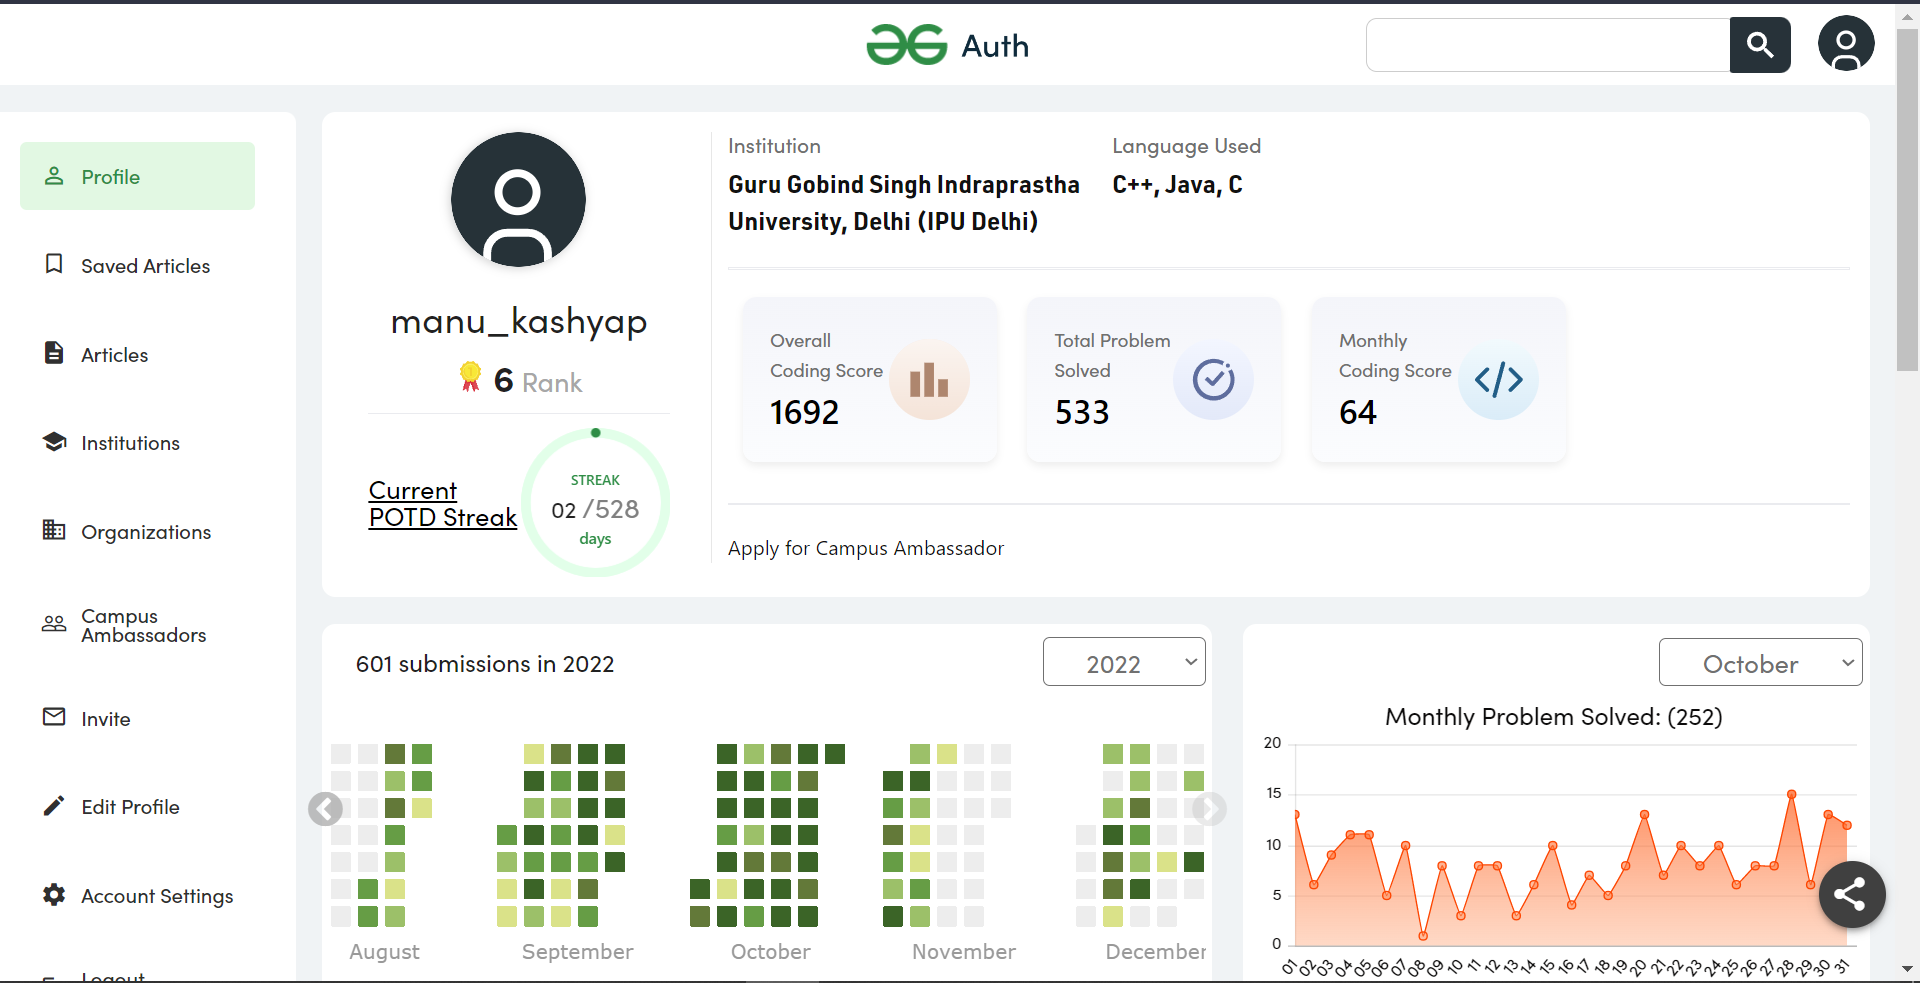 Auth
Profile
Saved Articles
Articles
Institutions
Organizations
Campus
Ambassadors
Invite
Edit Profile
Account Settings
Logout
manu_kashyap
6 Rank
Current
POTD Streak
STREAK
02 /528
days
Institution
Guru Gobind Singh Indraprastha
University, Delhi (IPU Delhi)
Language Used
C++, Java, C
Overall
Coding Score
1692
Total Problem
Solved
533
Monthly
Coding Score
64
Apply for Campus Ambassador
601 submissions in 2022
2022
August
September
October
November
December
October
Monthly Problem Solved: (252)
20
15
10
5
0
01 02 03 04 05 06 07 08 09 10 11 12 13 14 15 16 17 18 19 20 21 22 23 24 25 26 27 28 29 30 31